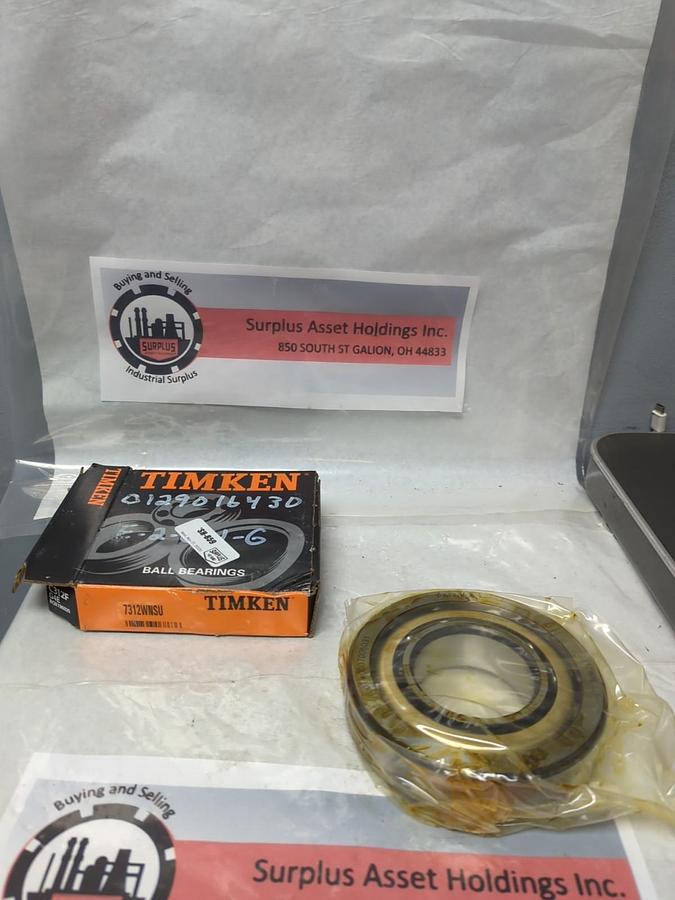 Buying and Selling
SURPLUS
Industrial Surplus
Surplus Asset Holdings Inc.
850 SOUTH ST GALION, OH 44833
TIMKEN
TIMKEN
0129016430
BALL BEARINGS
7312WNSU
TIMKEN
Buying and Selling
Surplus Asset Holdings Inc.